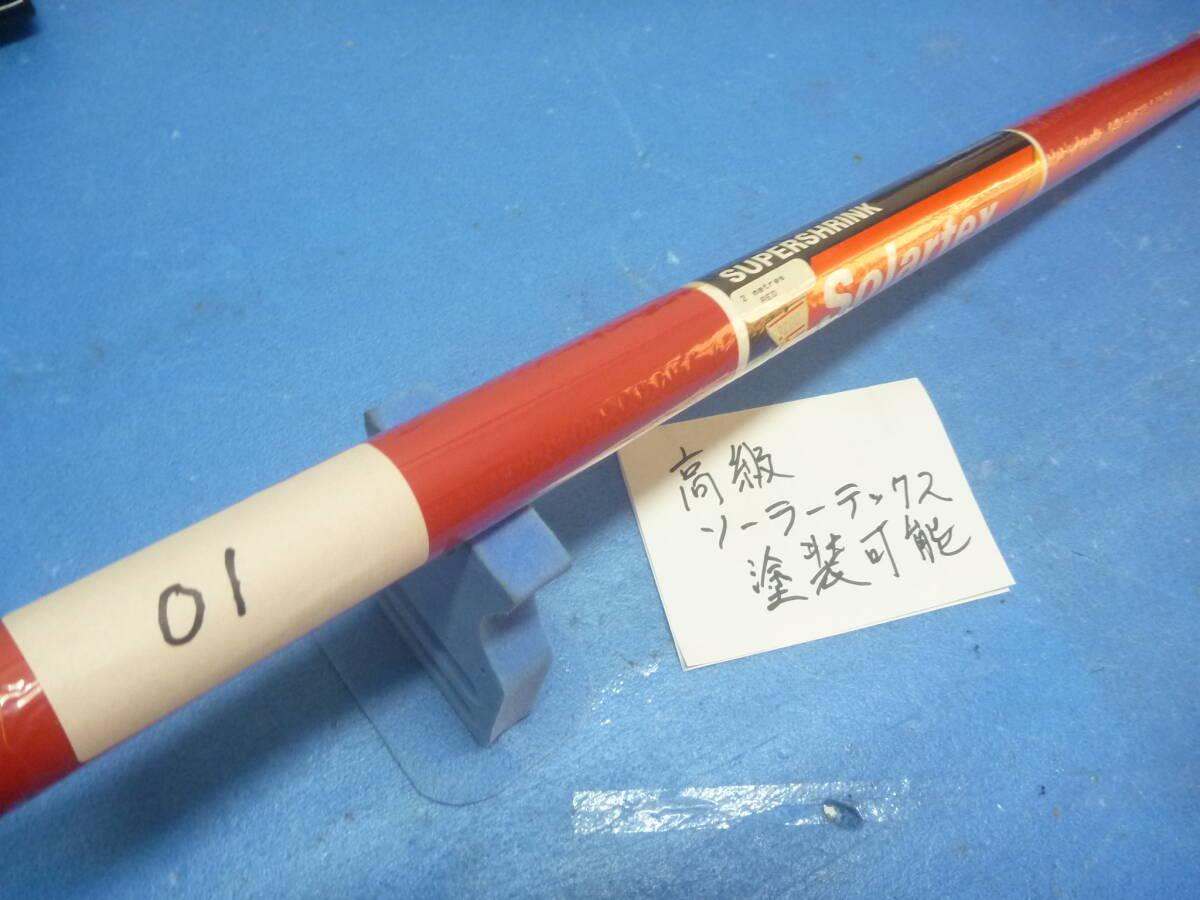 01
SUPERSHRINK
Solartex
2 metres
RED
高級
ソーラーテックス
塗装可能